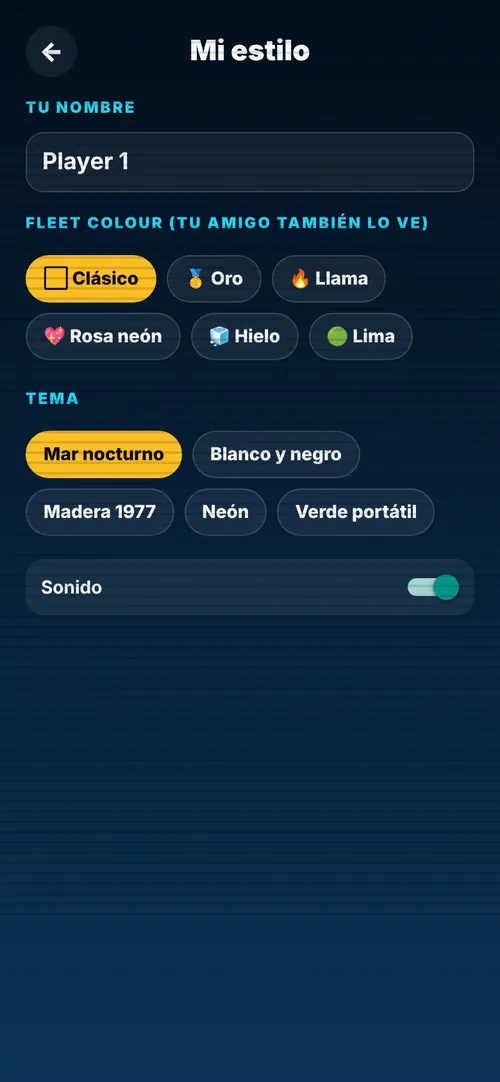 Mi estilo
TU NOMBRE
Player 1
FLEET COLOUR (TU AMIGO TAMBIÉN LO VE)
Clásico
🥇 Oro
🔥 Llama
💖 Rosa neón
🧊 Hielo
🟢 Lima
TEMA
Mar nocturno
Blanco y negro
Madera 1977
Neón
Verde portátil
Sonido